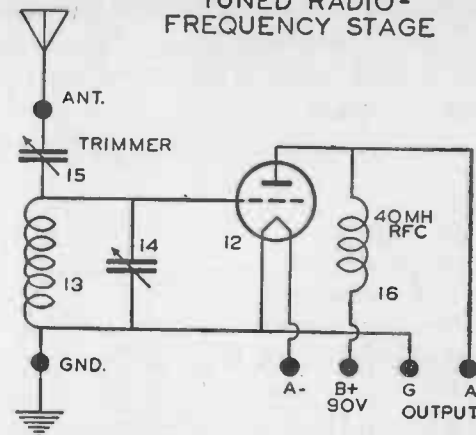 TUNED RADIO-
FREQUENCY STAGE
ANT.
TRIMMER
15
14
12
40MH
RFC
13
16
GND.
A-
B+
90V
G
A
OUTPUT